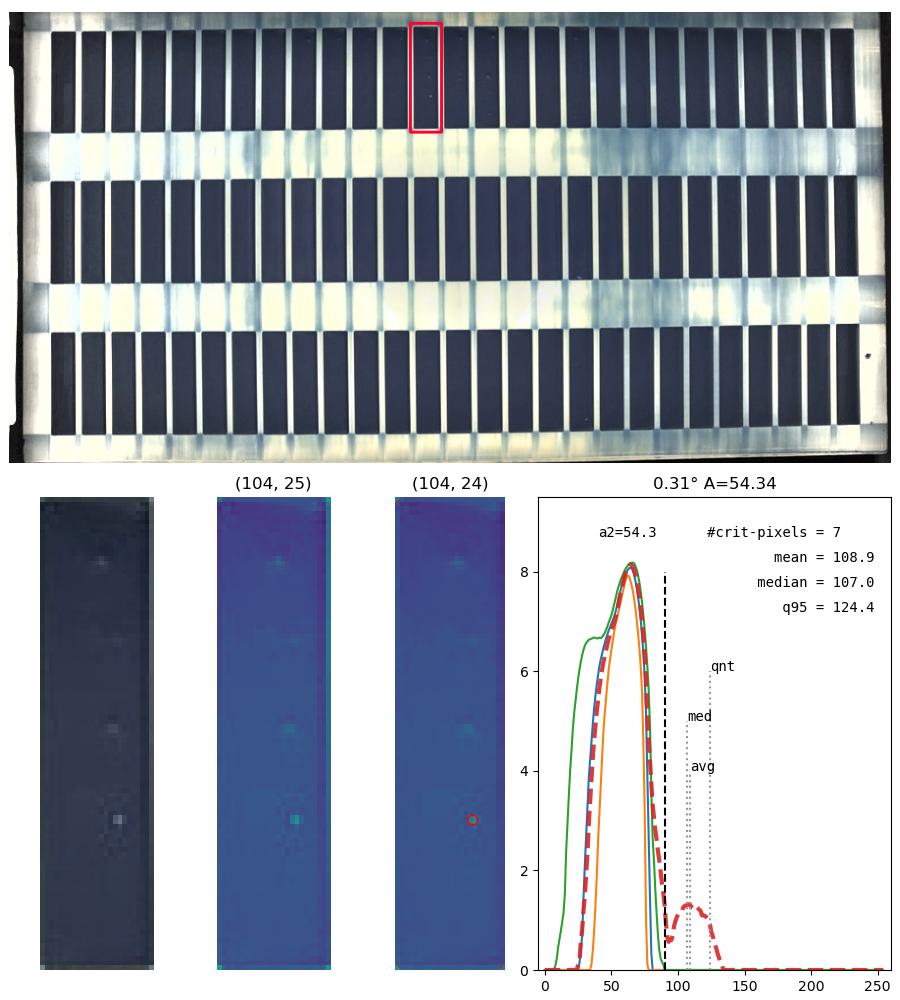 (104, 25)
(104, 24)
0.31° A=54.34
a2=54.3
#crit-pixels = 7
mean = 108.9
median = 107.0
q95 = 124.4
qnt
med
avg
8
6
4
2
0
0 50 100 150 200 250